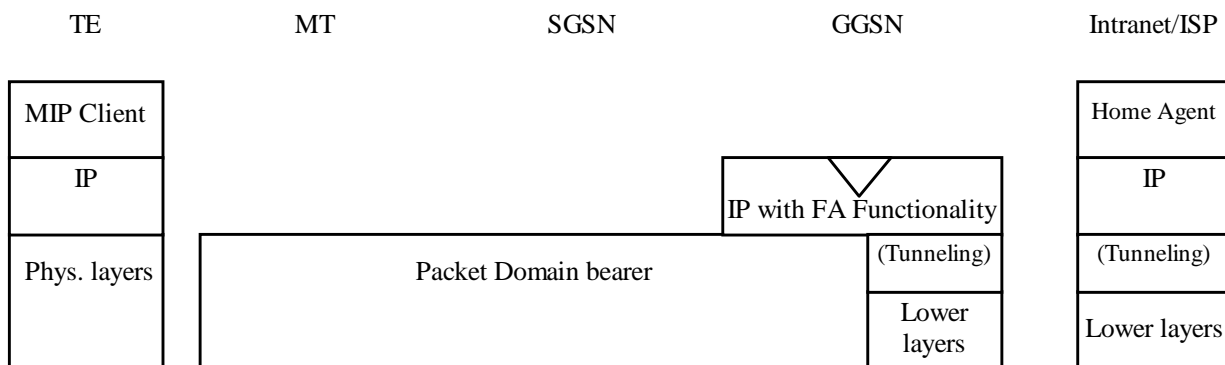 TE MT SGSN GGSN Intranet/ISP
MIP Client Home Agent
IP IP
IP with FA Functionality
Phys. layers Packet Domain bearer (Tunneling) (Tunneling)
Lower
layers Lower layers